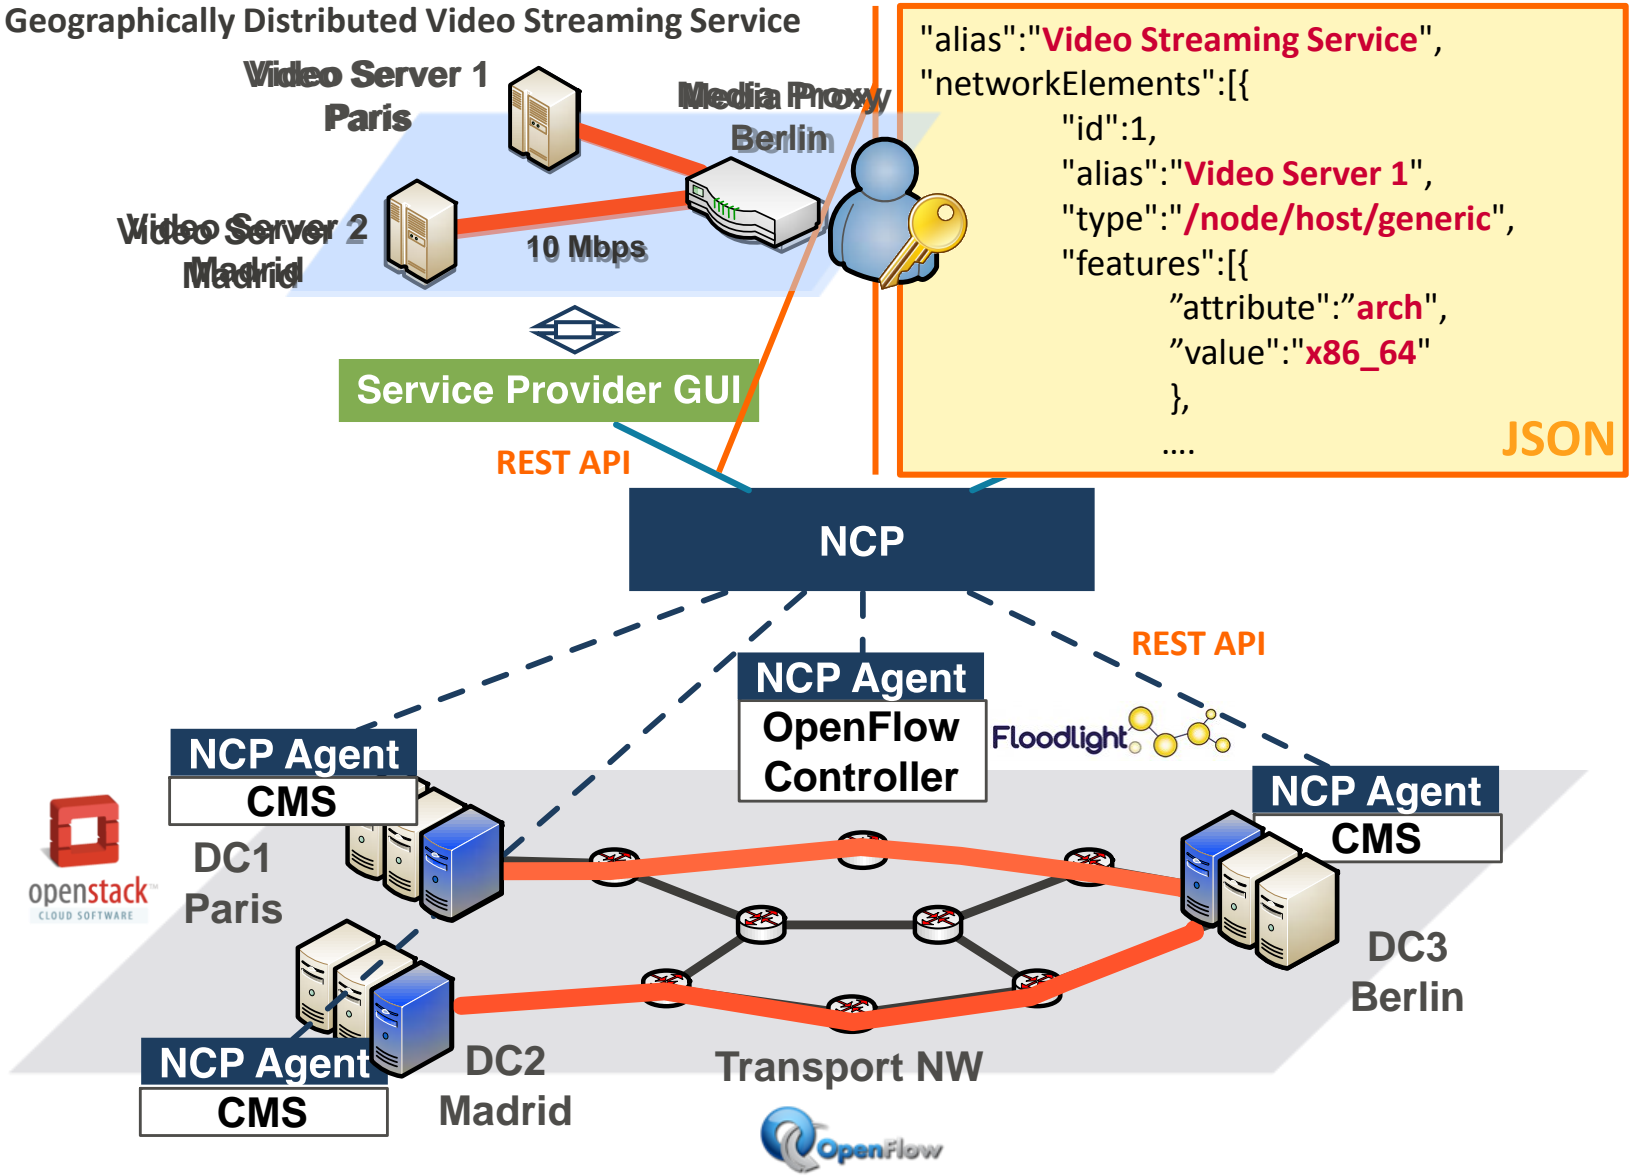 Geographically Distributed Video Streaming Service
Video Server 1
Paris
Media Proxy
Berlin
Video Server 2
Madrid
10 Mbps
Service Provider GUI
REST API
"alias":"Video Streaming Service",
"networkElements":[{
"id":1,
"alias":"Video Server 1",
"type":"/node/host/generic",
"features":[{
”attribute":”arch",
”value":"x86_64"
},
....
JSON
NCP
REST API
NCP Agent
OpenFlow
Controller
Floodlight
NCP Agent
CMS
DC1
Paris
openstack™
CLOUD SOFTWARE
NCP Agent
CMS
DC3
Berlin
NCP Agent
CMS
DC2
Madrid
Transport NW
OpenFlow